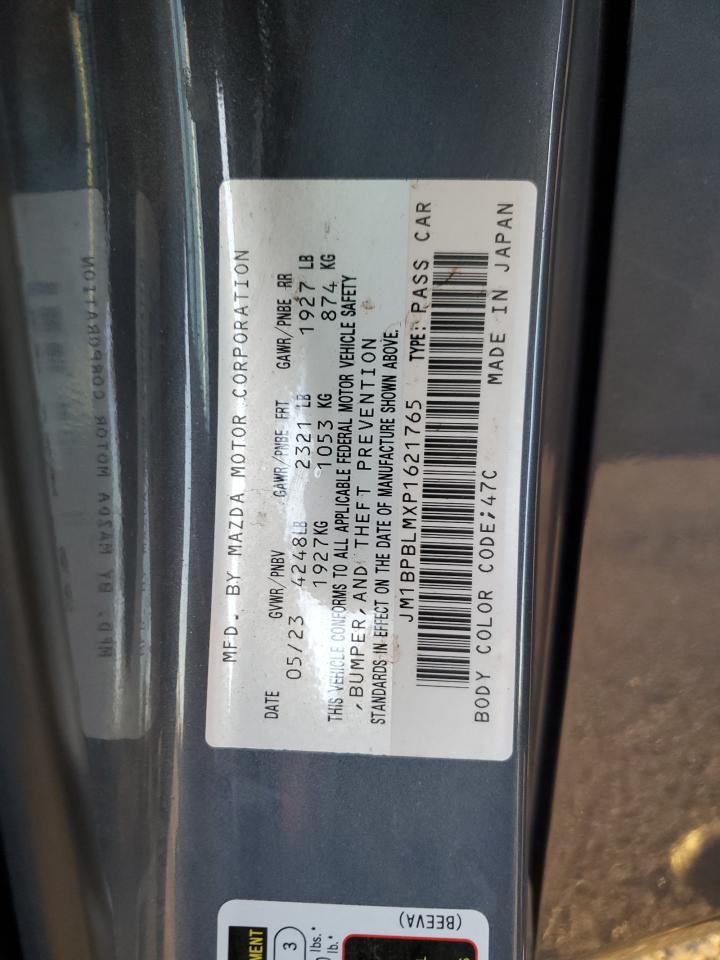 MFD. BY MAZDA MOTOR CORPORATION
DATE GVWR/PNBV GAWR/PNBE FRT GAWR/PNBE RR
05/23 4248LB 2321 LB 1927 LB
1927KG 1053 KG 874 KG
THIS VEHICLE CONFORMS TO ALL APPLICABLE FEDERAL MOTOR VEHICLE SAFETY
,BUMPER, AND THEFT PREVENTION
STANDARDS IN EFFECT ON THE DATE OF MANUFACTURE SHOWN ABOVE.
JM1BPBLMXP1621765 TYPE: PASS CAR
BODY COLOR CODE:47C MADE IN JAPAN
(BEEVA)
3
lbs.*
lb.*